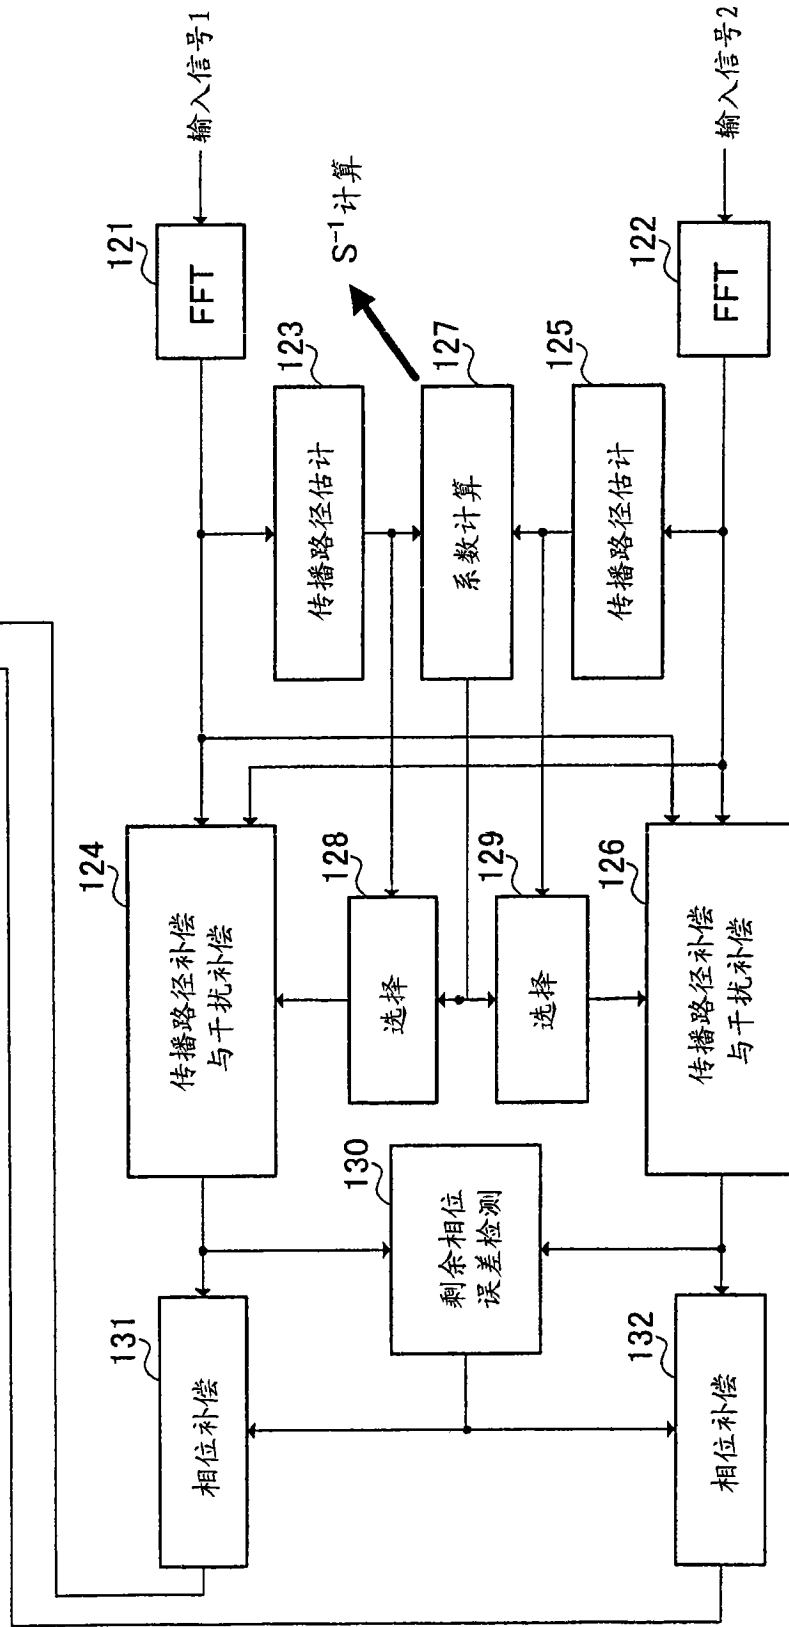 输入信号1
121
FFT
123
传播路径估计
S⁻¹计算
127
系数计算
125
传播路径估计
122
FFT
输入信号2
124
传播路径补偿
与干扰补偿
128
选择
129
选择
126
传播路径补偿
与干扰补偿
130
剩余相位
误差检测
131
相位补偿
132
相位补偿